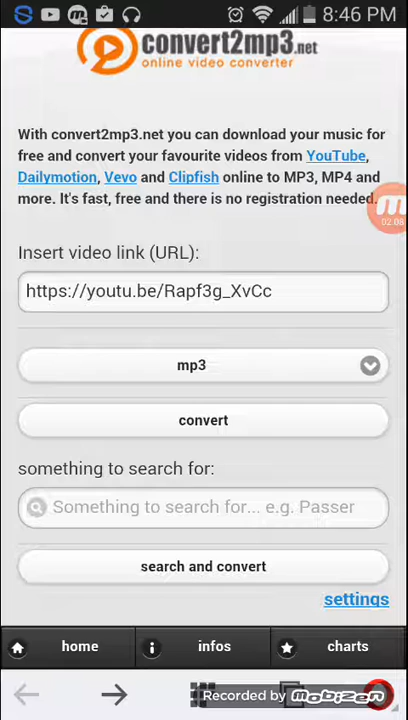 8:46 PM
convert2mp3.net
online video converter
With convert2mp3.net you can download your music for
free and convert your favourite videos from YouTube,
Dailymotion, Vevo and Clipfish online to MP3, MP4 and
more. It's fast, free and there is no registration needed.
02:08
Insert video link (URL):
https://youtu.be/Rapf3g_XvCc
mp3
convert
something to search for:
Something to search for... e.g. Passer
search and convert
settings
home
infos
charts
Recorded by Mobizen